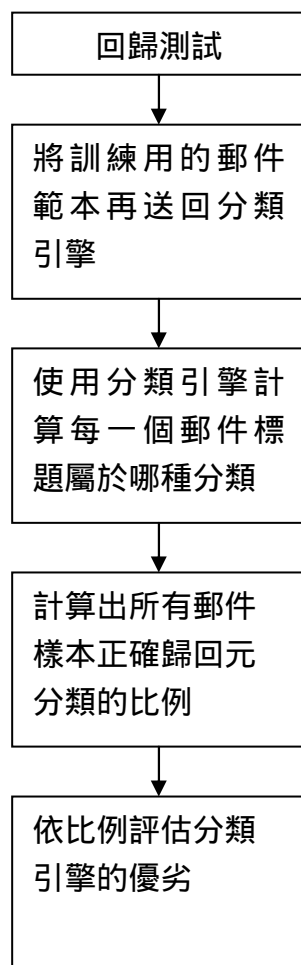 回歸測試
將訓練用的郵件
範本再送回分類
引擎
使用分類引擎計
算每一個郵件標
題屬於哪種分類
計算出所有郵件
樣本正確歸回元
分類的比例
依比例評估分類
引擎的優劣